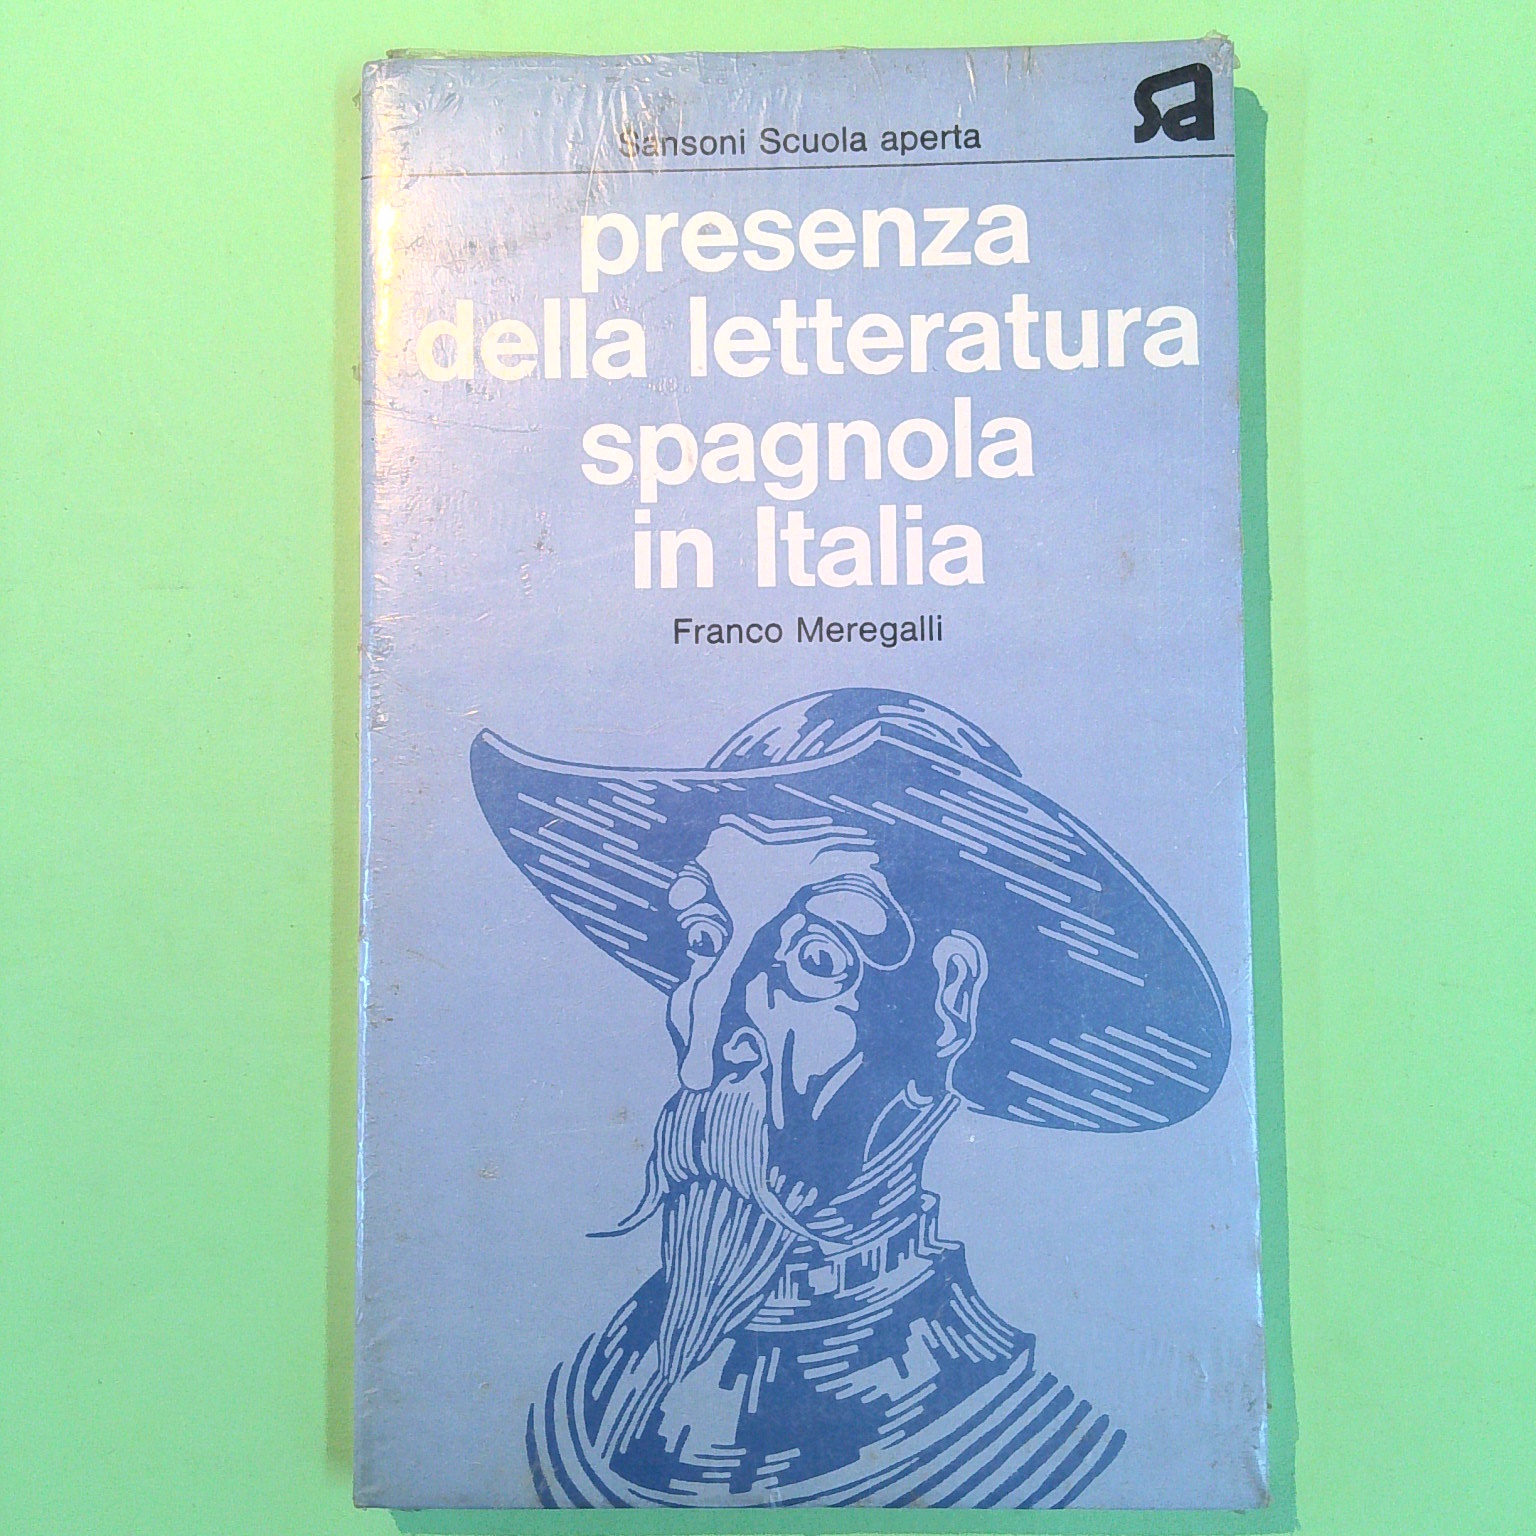 sa
Sansoni Scuola aperta
presenza
della letteratura
spagnola
in Italia
Franco Meregalli